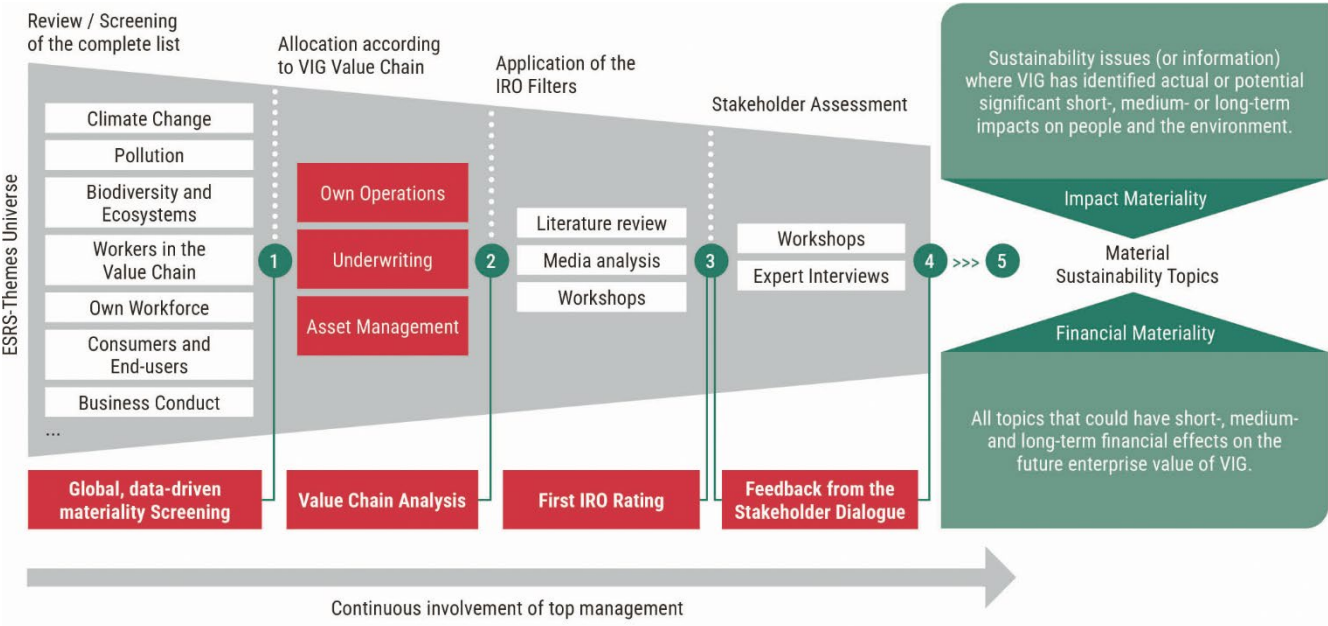 Review / Screening
of the complete list
Allocation according
to VIG Value Chain
Application of the
IRO Filters
Stakeholder Assessment
ESRS-Themes Universe
Climate Change
Pollution
Biodiversity and
Ecosystems
Workers in the
Value Chain
Own Workforce
Consumers and
End-users
Business Conduct
...
1
Own Operations
Underwriting
Asset Management
2
Literature review
Media analysis
Workshops
3
Workshops
Expert Interviews
4
>>>
5
Global, data-driven
materiality Screening
Value Chain Analysis
First IRO Rating
Feedback from the
Stakeholder Dialogue
Sustainability issues (or information)
where VIG has identified actual or potential
significant short-, medium- or long-term
impacts on people and the environment.
Impact Materiality
Material
Sustainability Topics
Financial Materiality
All topics that could have short-, medium-
and long-term financial effects on the
future enterprise value of VIG.
Continuous involvement of top management